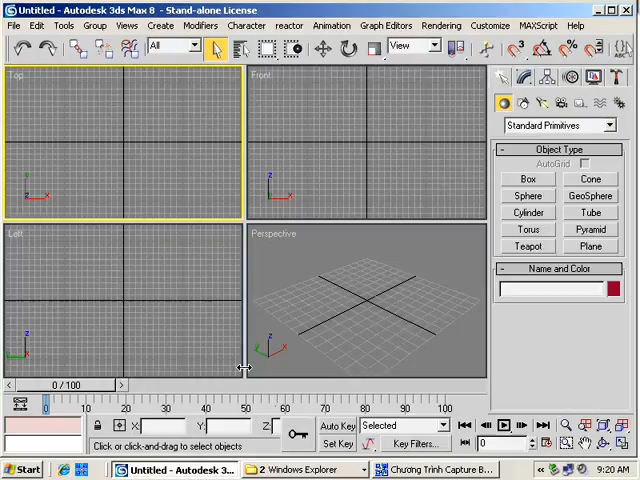 Untitled - Autodesk 3ds Max 8 - Stand-alone License
File Edit Tools Group Views Create Modifiers Character reactor Animation Graph Editors Rendering Customize MAXScript Help
All View
Top Front
Left Perspective
Standard Primitives
- Object Type
AutoGrid
Box Cone
Sphere GeoSphere
Cylinder Tube
Torus Pyramid
Teapot Plane
- Name and Color
< 0 / 100 >
0 10 20 30 40 50 60 70 80 90 100
X: Y: Z: Auto Key Selected
Click or click-and-drag to select objects Set Key Key Filters... 0
Start Untitled - Autodesk 3... 2 Windows Explorer Chương Trình Capture B... 9:20 AM